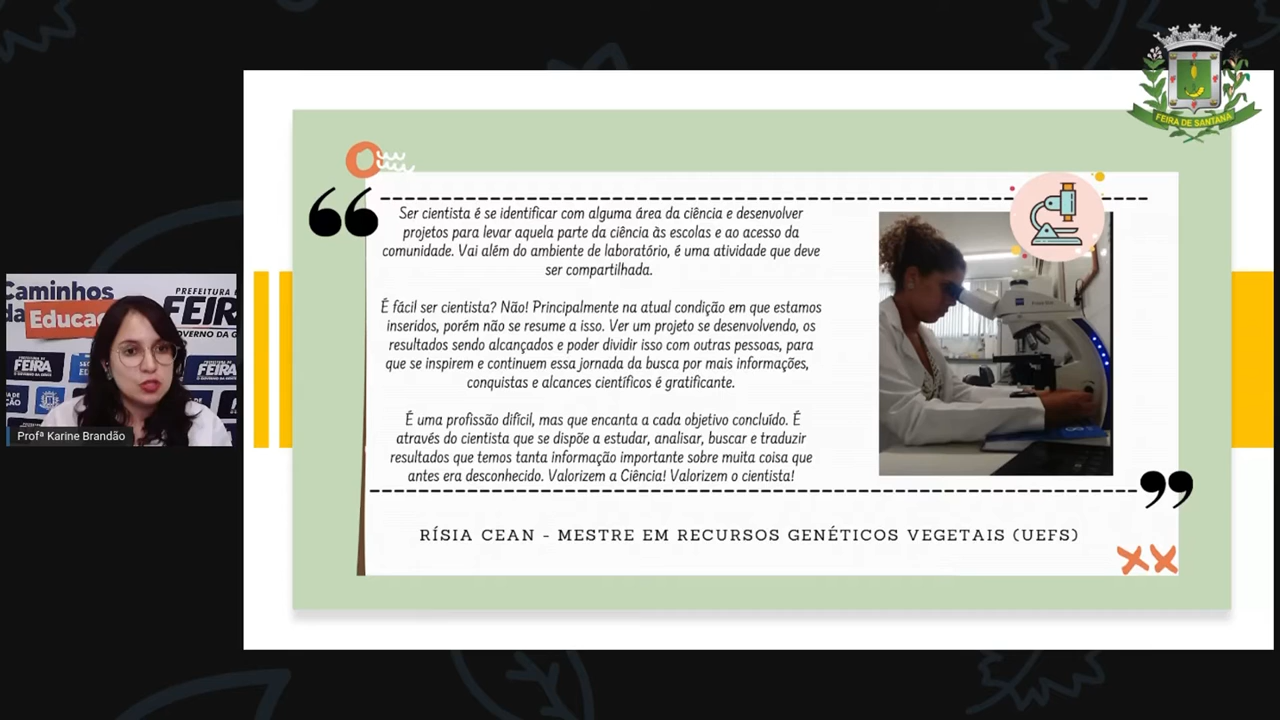 FEIRA DE SANTANA
Ser cientista é se identificar com alguma área da ciência e desenvolver
projetos para levar aquela parte da ciência às escolas e ao acesso da
comunidade. Vai além do ambiente de laboratório, é uma atividade que deve
ser compartilhada.
É fácil ser cientista? Não! Principalmente na atual condição em que estamos
inseridos, porém não se resume a isso. Ver um projeto se desenvolvendo, os
resultados sendo alcançados e poder dividir isso com outras pessoas, para
que se inspirem e continuem essa jornada da busca por mais informações,
conquistas e alcances científicos é gratificante.
É uma profissão difícil, mas que encanta a cada objetivo concluído. É
através do cientista que se dispõe a estudar, analisar, buscar e traduzir
resultados que temos tanta informação importante sobre muita coisa que
antes era desconhecido. Valorizem a Ciência! Valorizem o cientista!
RÍSIA CEAN - MESTRE EM RECURSOS GENÉTICOS VEGETAIS (UEFS)
Caminhos
da Educaç
PREFEITURA D
FEIR
OVERNO DA G
FEIRA
FEIRA
Profª Karine Brandão